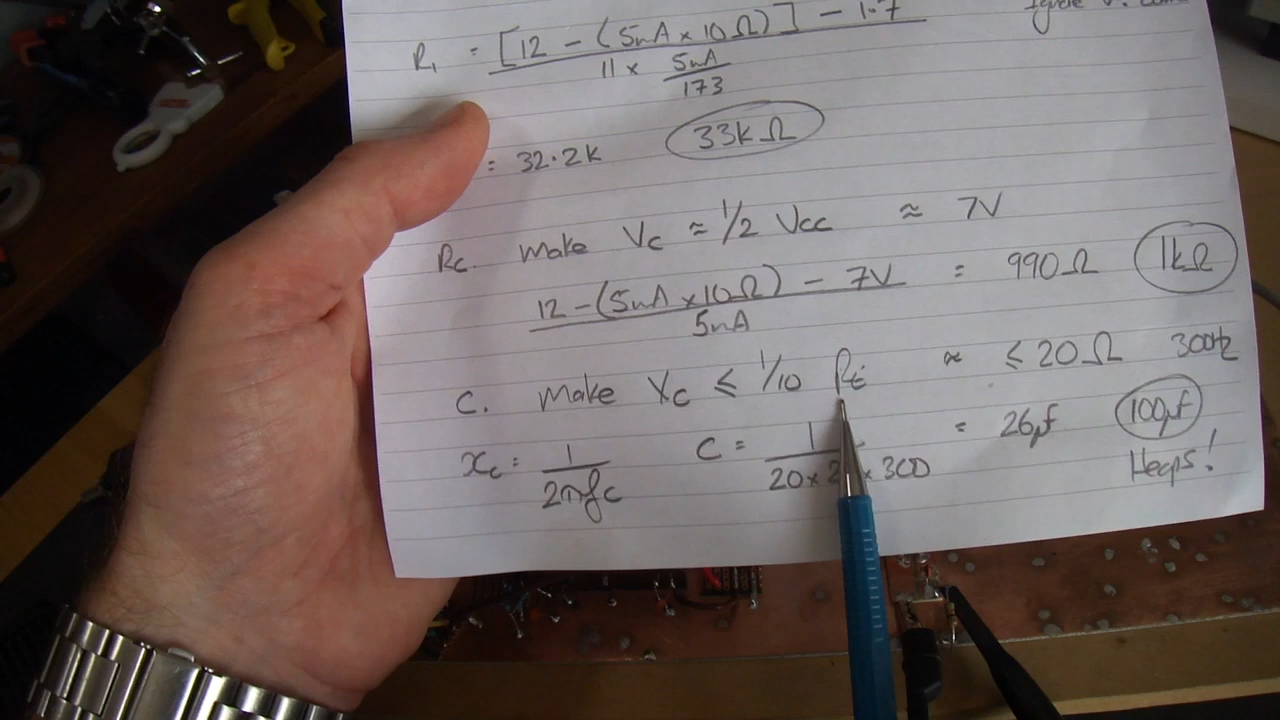 R1 = [12 - (5mA x 10Ω)] - 1.7
11 x 5mA
173
= 32.2k 33kΩ
Rc. Make Vc ≈ 1/2 Vcc ≈ 7V
12 - (5mA x 10Ω) - 7V = 990Ω 1kΩ
5mA
C. Make Xc ≤ 1/10 RE ≈ ≤ 20Ω 300Hz
xc = 1 C = 1 = 26µf 100µf
2πfc 20 x 2 x 300 Heaps!